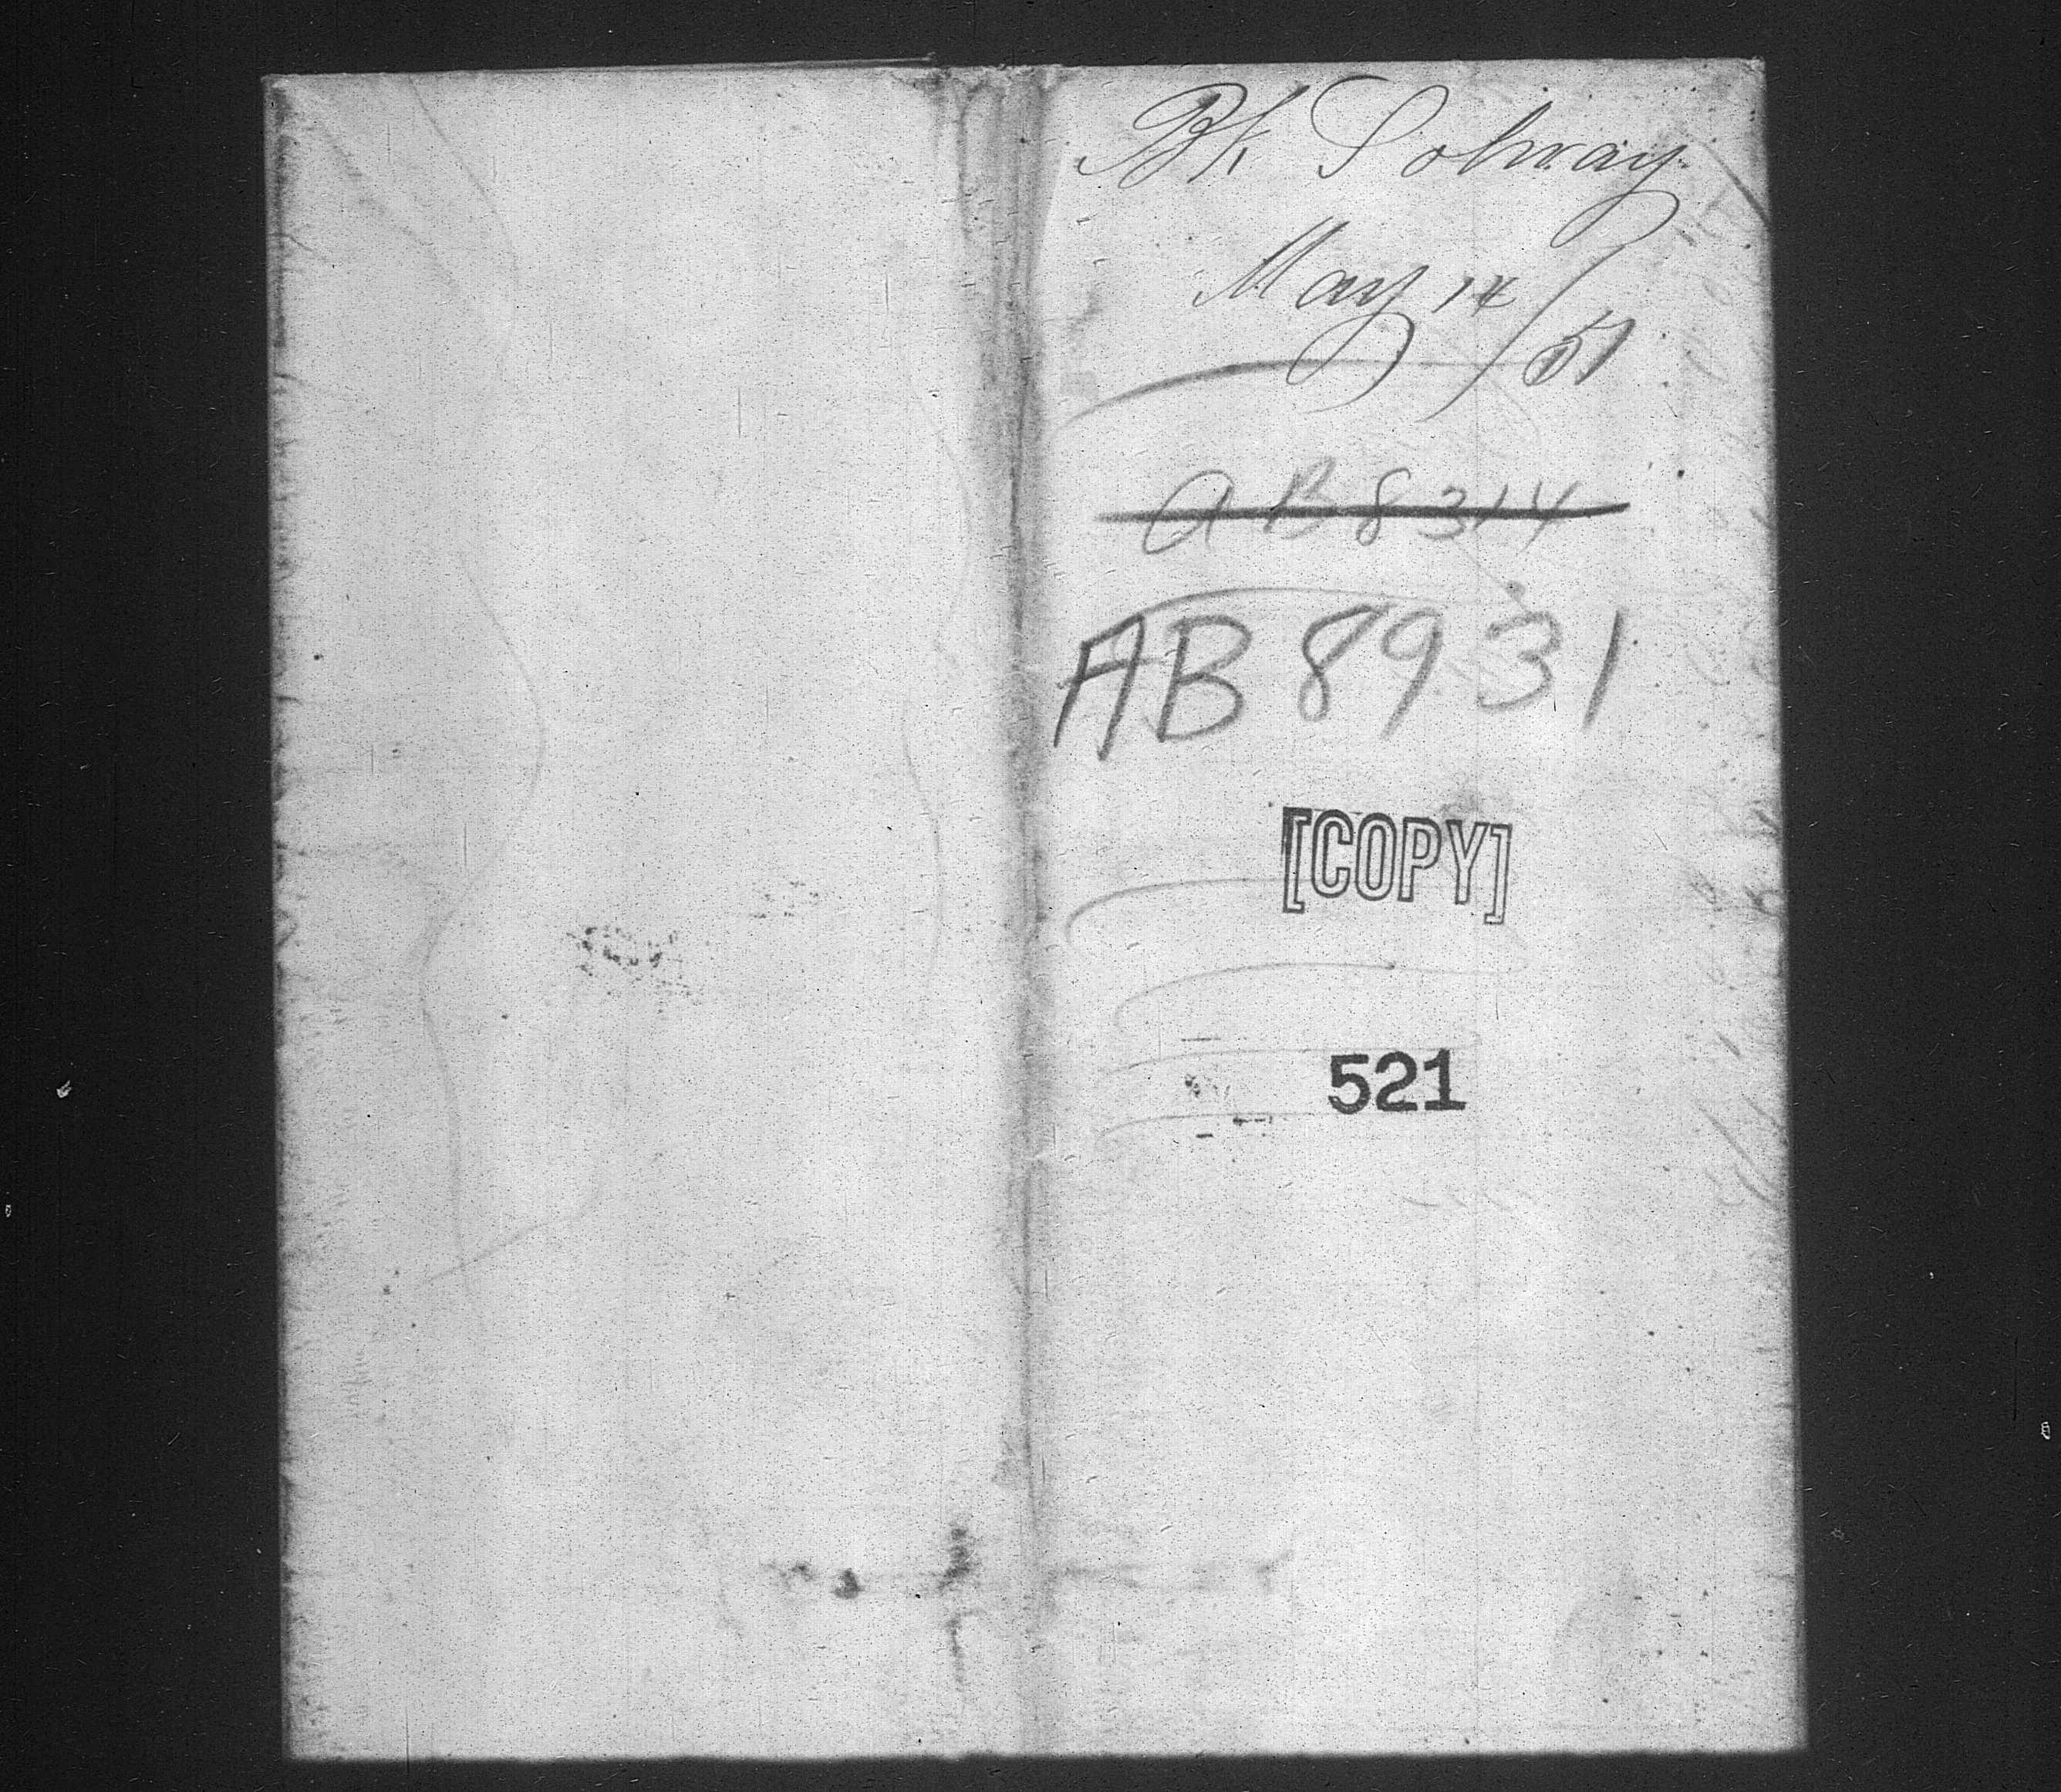 Bk Solway
May 14/51
AB 8314
AB 8931
[COPY]
521